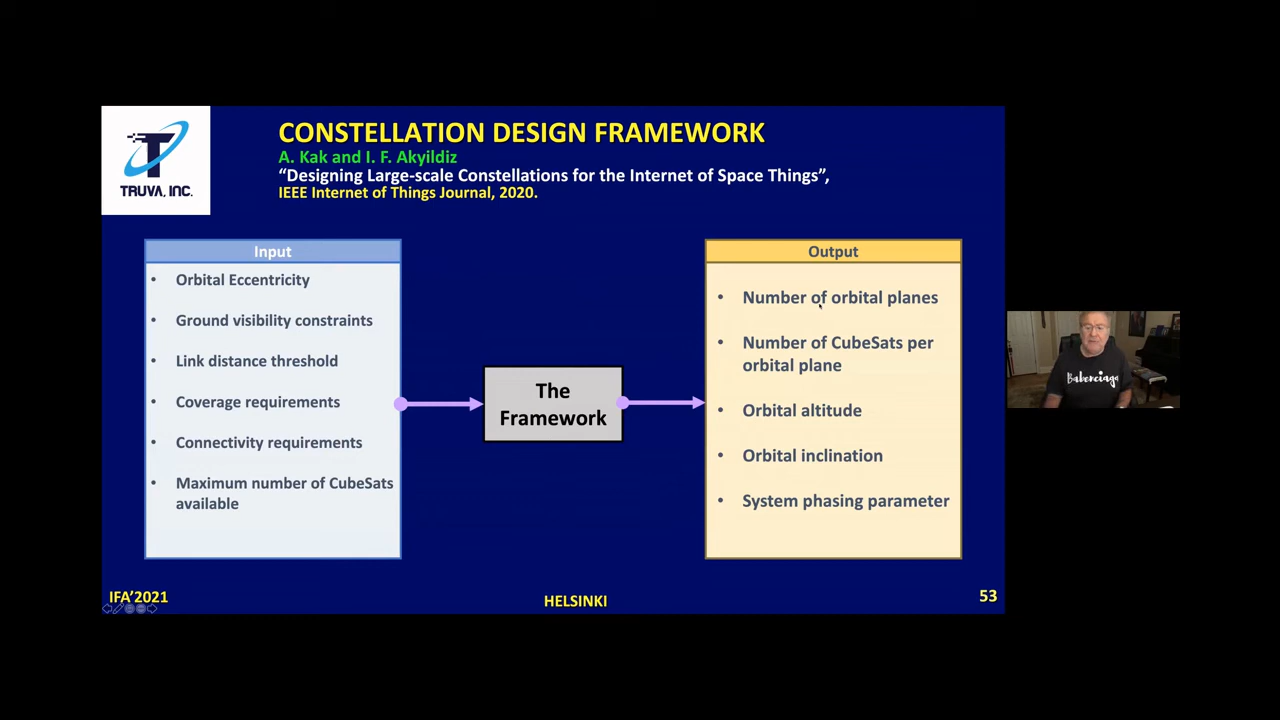 T
TRUVA, INC.
CONSTELLATION DESIGN FRAMEWORK
A. Kak and I. F. Akyildiz
“Designing Large-scale Constellations for the Internet of Space Things”,
IEEE Internet of Things Journal, 2020.
Input
• Orbital Eccentricity
• Ground visibility constraints
• Link distance threshold
• Coverage requirements
• Connectivity requirements
• Maximum number of CubeSats
available
The
Framework
Output
• Number of orbital planes
• Number of CubeSats per
orbital plane
• Orbital altitude
• Orbital inclination
• System phasing parameter
Babenciaga
IFA’2021
HELSINKI
53